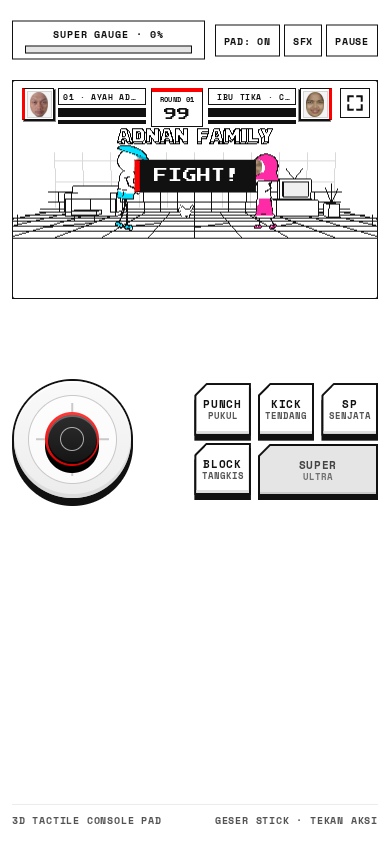 SUPER GAUGE · 0%
PAD: ON
SFX
PAUSE
01 · AYAH AD…
ROUND 01
99
IBU TIKA · C…
ADNAN FAMILY
FIGHT!
PUNCH
PUKUL
KICK
TENDANG
SP
SENJATA
BLOCK
TANGKIS
SUPER
ULTRA
3D TACTILE CONSOLE PAD
GESER STICK · TEKAN AKSI